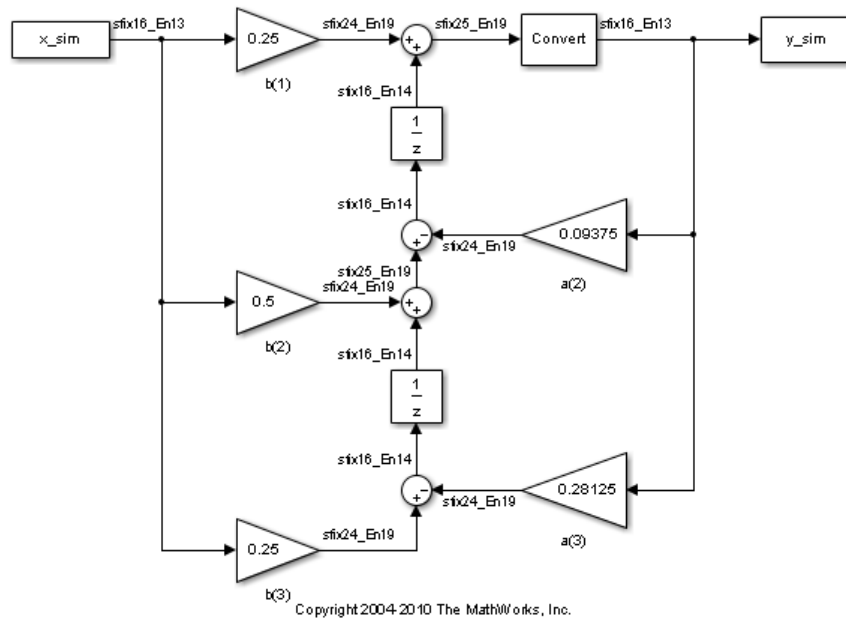 sfix16_En13
sfix24_En19
sfix25_En19
sfix16_En13
x_sim
0.25
Convert
y_sim
b(1)
sfix16_En14
1
z
sfix16_En14
0.09375
sfix24_En19
sfix25_En19
sfix24_En19
0.5
a(2)
b(2)
sfix16_En14
1
z
sfix16_En14
0.28125
sfix24_En19
sfix24_En19
a(3)
0.25
b(3)
Copyright 2004-2010 The MathWorks, Inc.